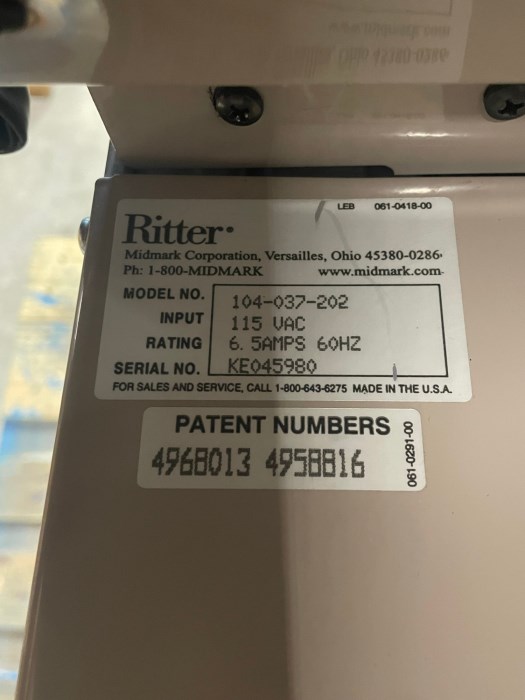 LEB 061-0418-00
Ritter
Midmark Corporation, Versailles, Ohio 45380-0286
Ph: 1-800-MIDMARK www.midmark.com
MODEL NO. 104-037-202
INPUT 115 VAC
RATING 6.5AMPS 60HZ
SERIAL NO. KE045980
FOR SALES AND SERVICE, CALL 1-800-643-6275 MADE IN THE U.S.A.
PATENT NUMBERS
4968013 4958816
061-0291-00